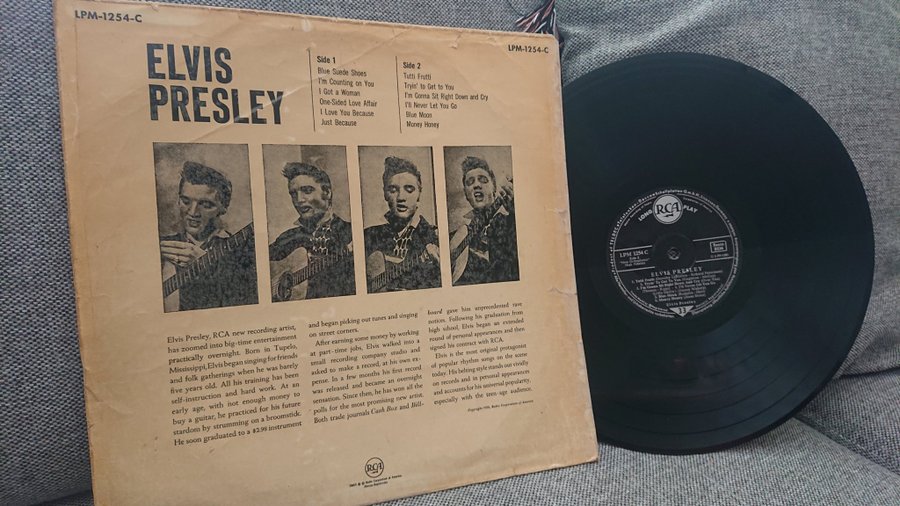 LPM-1254-C
LPM-1254-C
ELVIS
PRESLEY
Side 1
Blue Suede Shoes
I'm Counting on You
I Got a Woman
One-Sided Love Affair
I Love You Because
Just Because
Side 2
Tutti Frutti
Tryin' to Get to You
I'm Gonna Sit Right Down and Cry
I'll Never Let You Go
Blue Moon
Money Honey
Elvis Presley, RCA new recording artist,
has zoomed into big-time entertainment
practically overnight. Born in Tupelo,
Mississippi, Elvis began singing for friends
and folk gatherings when he was barely
five years old. All his training has been
self-instruction and hard work. At an
early age, with not enough money to
buy a guitar, he practiced for his future
stardom by strumming on a broomstick.
He soon graduated to a $2.98 instrument
and began picking out tunes and singing
on street corners.
After earning some money by working
at part-time jobs, Elvis walked into a
small recording company studio and
asked to make a record, at his own ex-
pense. In a few months his first record
was released and became an overnight
sensation. Since then, he has won all the
polls for the most promising new artist.
Both trade journals Cash Box and Bill-
board gave him unprecedented rave
notices. Following his graduation from
high school, Elvis began an extended
round of personal appearances and then
signed his contract with RCA.
Elvis is the most original protagonist
of popular rhythm songs on the scene
today. His belting style stands out vividly
on records and in personal appearances
and accounts for his universal popularity,
especially with the teen-age audience.
Copyright 1956, Radio Corporation of America
RCA
LONG RCA PLAY
LPM 1254 C
Side 2
ELVIS PRESLEY
Elvis Presley
33